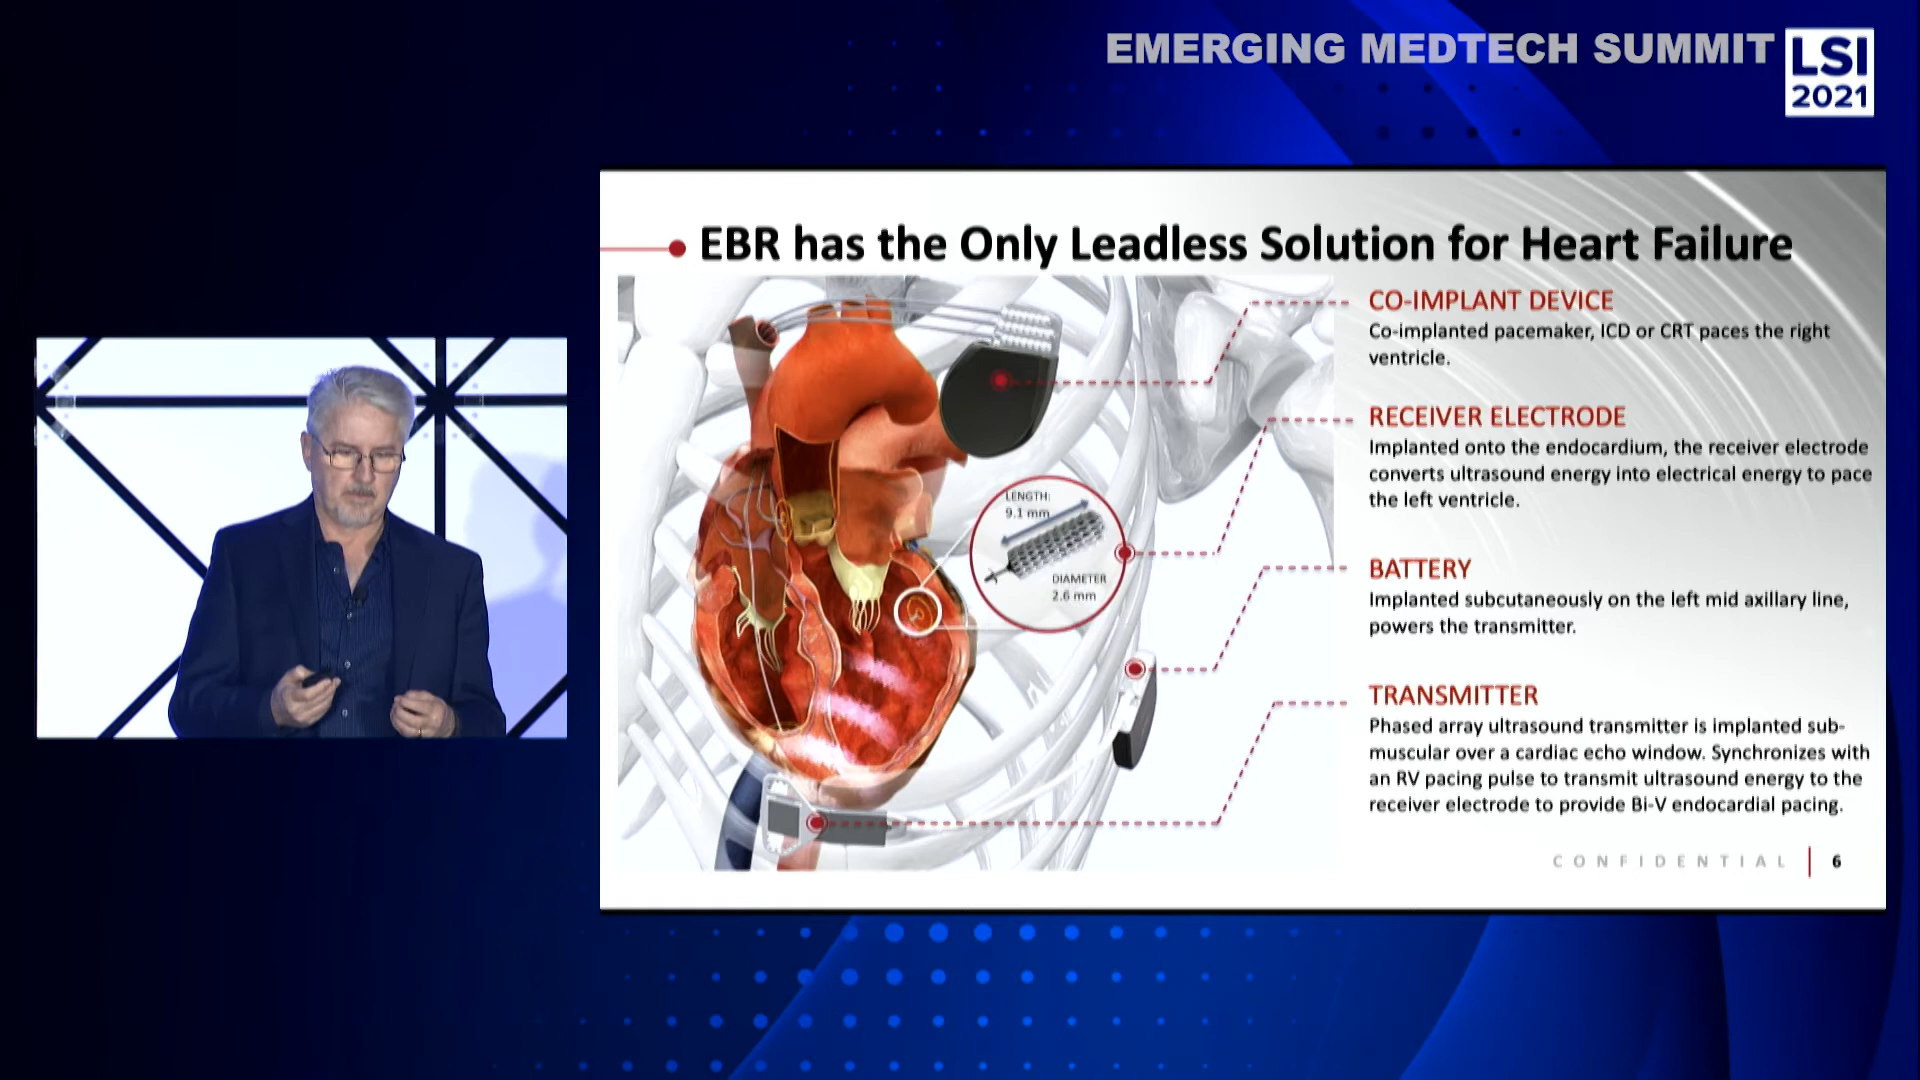 EMERGING MEDTECH SUMMIT
LSI
2021
EBR has the Only Leadless Solution for Heart Failure
CO-IMPLANT DEVICE
Co-implanted pacemaker, ICD or CRT paces the right
ventricle.
RECEIVER ELECTRODE
Implanted onto the endocardium, the receiver electrode
converts ultrasound energy into electrical energy to pace
the left ventricle.
LENGTH:
9.1 mm
DIAMETER
2.6 mm
BATTERY
Implanted subcutaneously on the left mid axillary line,
powers the transmitter.
TRANSMITTER
Phased array ultrasound transmitter is implanted sub-
muscular over a cardiac echo window. Synchronizes with
an RV pacing pulse to transmit ultrasound energy to the
receiver electrode to provide Bi-V endocardial pacing.
CONFIDENTIAL
6